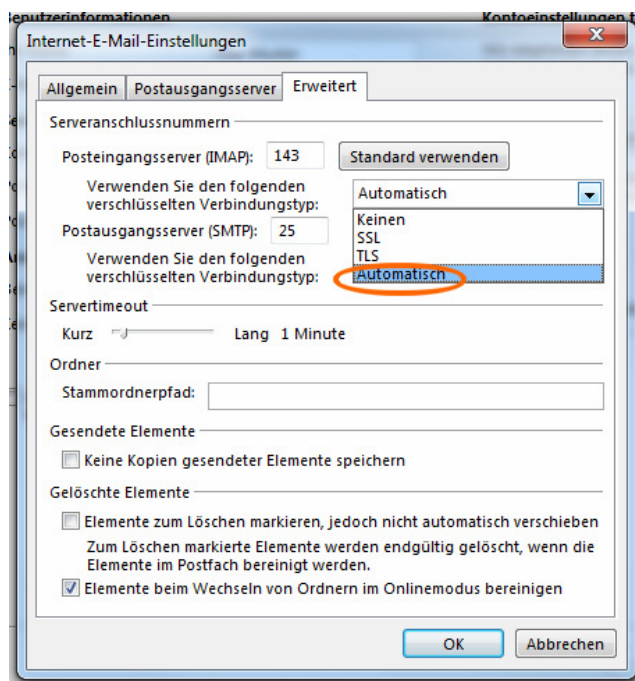 Benutzerinformationen Kontoeinstellungen t
Internet-E-Mail-Einstellungen
Allgemein Postausgangsserver Erweitert
Serveranschlussnummern
Posteingangsserver (IMAP): 143 Standard verwenden
Verwenden Sie den folgenden
verschlüsselten Verbindungstyp:
Automatisch
Keinen
SSL
TLS
Automatisch
Postausgangsserver (SMTP): 25
Verwenden Sie den folgenden
verschlüsselten Verbindungstyp:
Servertimeout
Kurz Lang 1 Minute
Ordner
Stammordnerpfad:
Gesendete Elemente
Keine Kopien gesendeter Elemente speichern
Gelöschte Elemente
Elemente zum Löschen markieren, jedoch nicht automatisch verschieben
Zum Löschen markierte Elemente werden endgültig gelöscht, wenn die
Elemente im Postfach bereinigt werden.
Elemente beim Wechseln von Ordnern im Onlinemodus bereinigen
OK Abbrechen